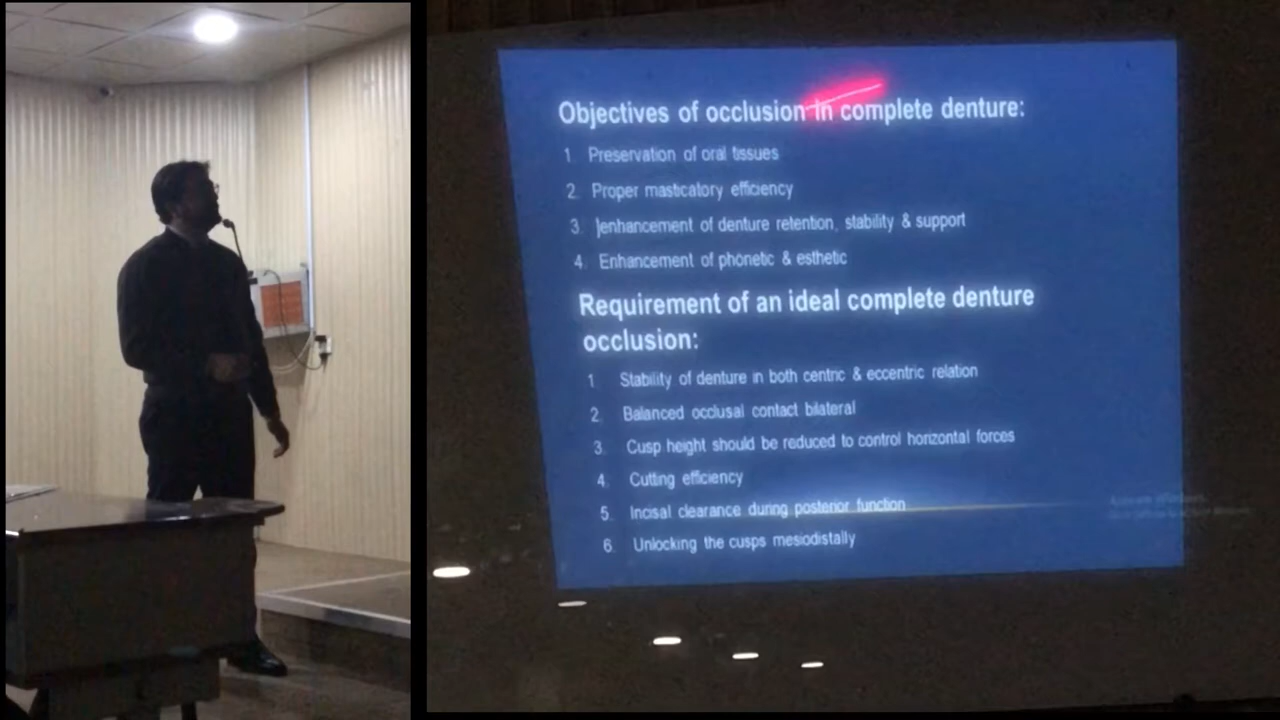 Objectives of occlusion in complete denture:
1. Preservation of oral tissues
2. Proper masticatory efficiency
3. enhancement of denture retention, stability & support
4. Enhancement of phonetic & esthetic
Requirement of an ideal complete denture
occlusion:
1. Stability of denture in both centric & eccentric relation
2. Balanced occlusal contact bilateral
3. Cusp height should be reduced to control horizontal forces
4. Cutting efficiency
5. Incisal clearance during posterior function
6. Unlocking the cusps mesiodistally